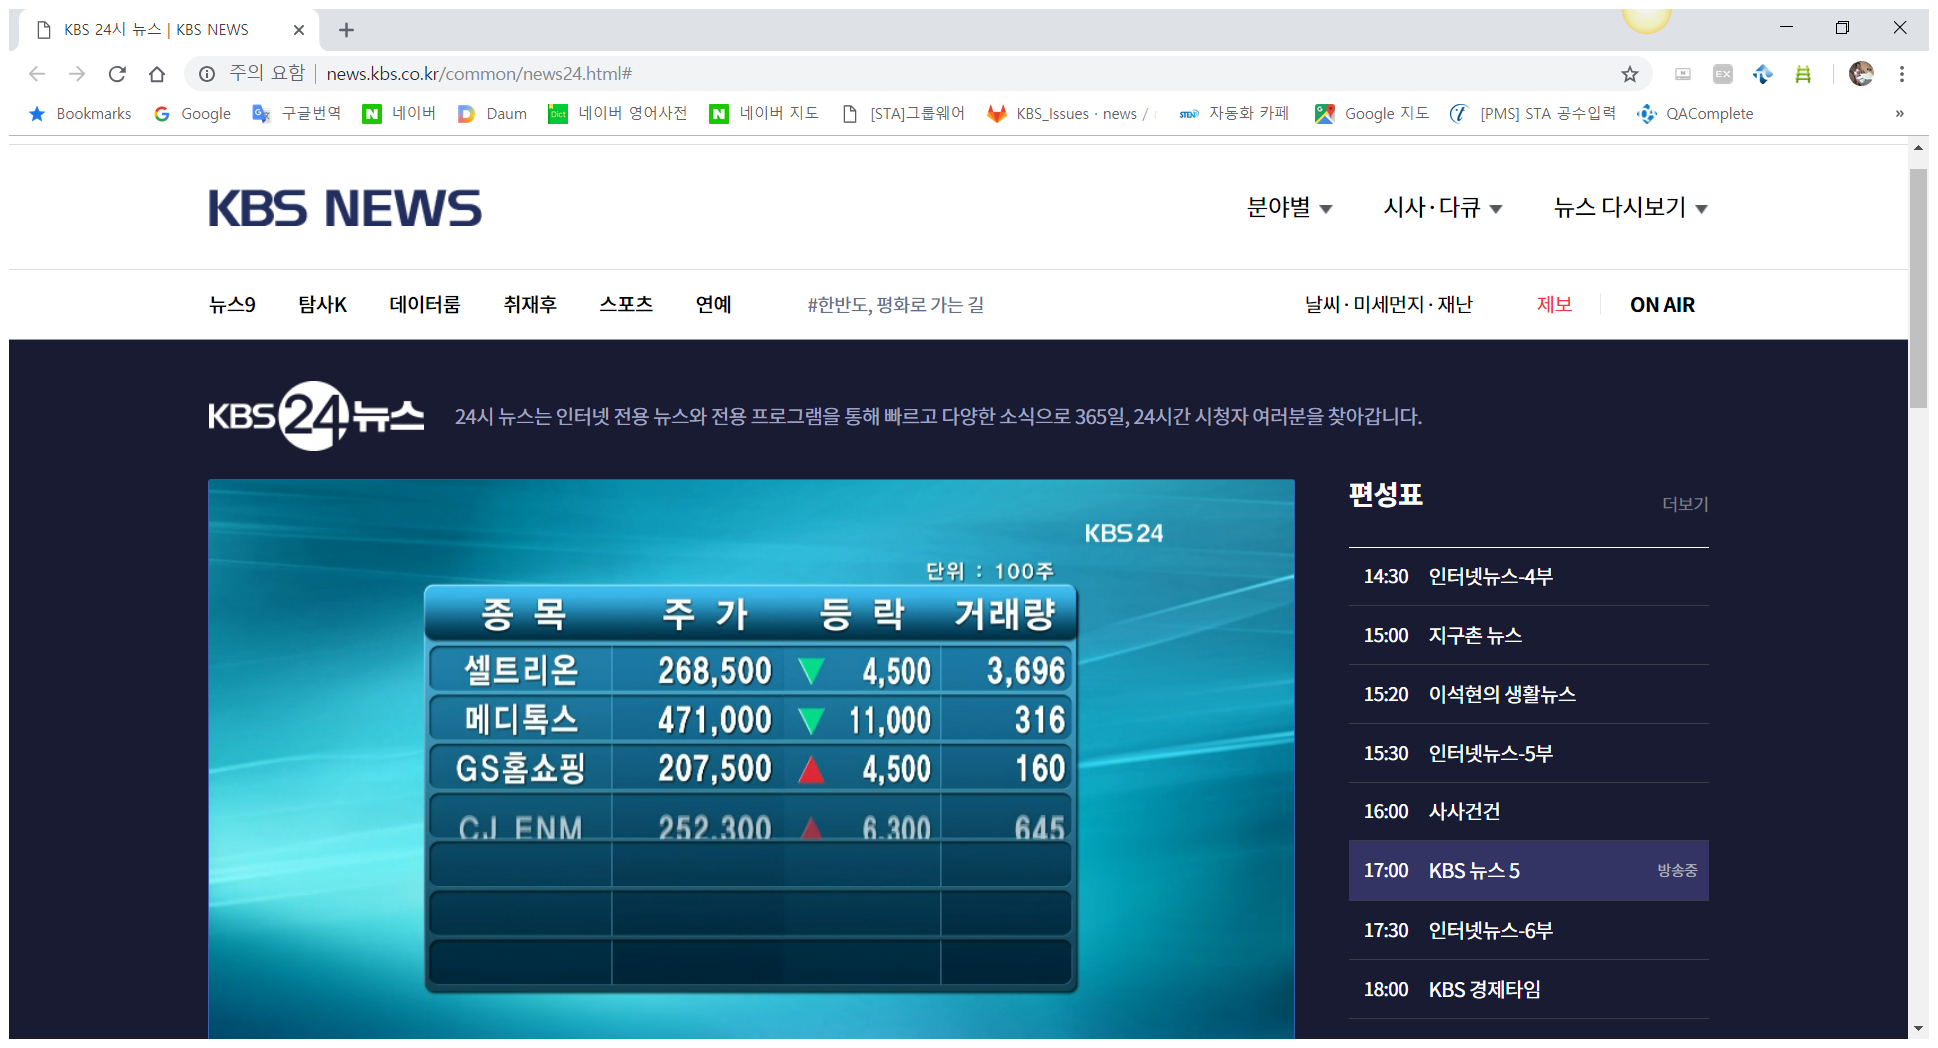 KBS 24시 뉴스 | KBS NEWS
주의 요함 | news.kbs.co.kr/common/news24.html#
EX
Bookmarks Google 구글번역 네이버 Daum 네이버 영어사전 네이버 지도 [STA]그룹웨어 KBS_Issues · news / 자동화 카페 Google 지도 [PMS] STA 공수입력 QAComplete »
KBS NEWS
분야별 시사·다큐 뉴스 다시보기
뉴스9 탐사K 데이터룸 취재후 스포츠 연예 #한반도, 평화로 가는 길 날씨·미세먼지·재난 제보 ON AIR
KBS 24 뉴스 24시 뉴스는 인터넷 전용 뉴스와 전용 프로그램을 통해 빠르고 다양한 소식으로 365일, 24시간 시청자 여러분을 찾아갑니다.
KBS 24
단위 : 100주
종목 주가 등락 거래량
셀트리온 268,500 ▼ 4,500 3,696
메디톡스 471,000 ▼ 11,000 316
GS홈쇼핑 207,500 ▲ 4,500 160
CJ ENM 252,300 ▲ 6,300 645
편성표 더보기
14:30 인터넷뉴스-4부
15:00 지구촌 뉴스
15:20 이석현의 생활뉴스
15:30 인터넷뉴스-5부
16:00 사사건건
17:00 KBS 뉴스 5 방송중
17:30 인터넷뉴스-6부
18:00 KBS 경제타임